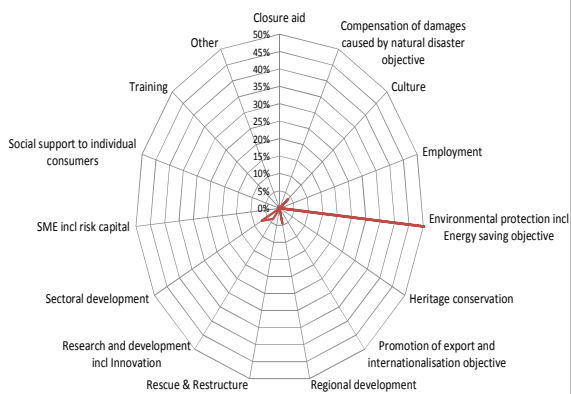 Closure aid
Compensation of damages
caused by natural disaster
objective
Culture
Employment
Environmental protection incl
Energy saving objective
Heritage conservation
Promotion of export and
internationalisation objective
Regional development
Rescue & Restructure
Research and development
incl Innovation
Sectoral development
SME incl risk capital
Social support to individual
consumers
Training
Other
50%
45%
40%
35%
30%
25%
20%
15%
10%
5%
0%